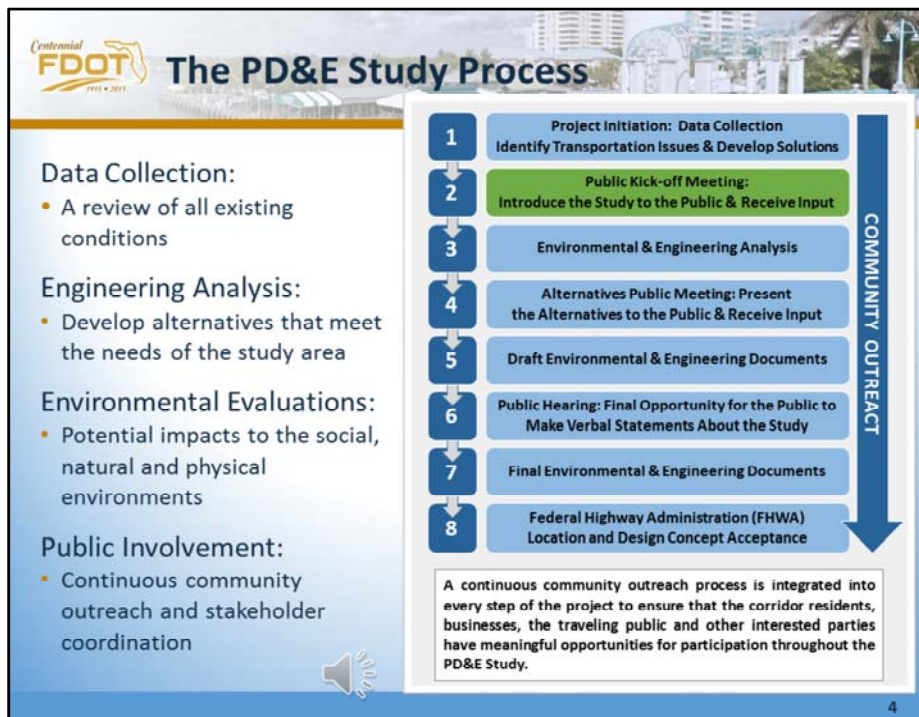 Centennial
FDOT
1915 • 2015
The PD&E Study Process
Data Collection:
• A review of all existing
conditions
Engineering Analysis:
• Develop alternatives that meet
the needs of the study area
Environmental Evaluations:
• Potential impacts to the social,
natural and physical
environments
Public Involvement:
• Continuous community
outreach and stakeholder
coordination
1
Project Initiation: Data Collection
Identify Transportation Issues & Develop Solutions
2
Public Kick-off Meeting:
Introduce the Study to the Public & Receive Input
3
Environmental & Engineering Analysis
4
Alternatives Public Meeting: Present
the Alternatives to the Public & Receive Input
5
Draft Environmental & Engineering Documents
6
Public Hearing: Final Opportunity for the Public to
Make Verbal Statements About the Study
7
Final Environmental & Engineering Documents
8
Federal Highway Administration (FHWA)
Location and Design Concept Acceptance
COMMUNITY OUTREACT
A continuous community outreach process is integrated into
every step of the project to ensure that the corridor residents,
businesses, the traveling public and other interested parties
have meaningful opportunities for participation throughout the
PD&E Study.
4